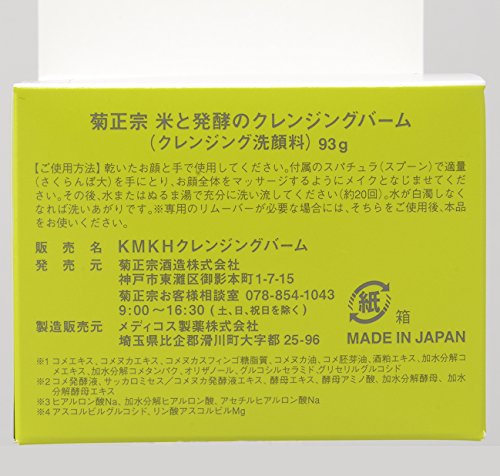 菊正宗 米と発酵のクレンジングバーム
(クレンジング洗顔料) 93g
【ご使用方法】乾いたお顔と手で使用してください。付属のスパチュラ(スプーン)で適量
(さくらんぼ大)を手にとり、お顔全体をマッサージするようにメイクとなじませてくださ
い。その後、水またはぬるま湯で充分に洗い流してください(約20回)。水が白濁しなく
なれば洗いあがりです。※専用のリムーバーが必要な場合には、そちらをご使用後、本品
をお使いください。
販売名 KMKHクレンジングバーム
発売元 菊正宗酒造株式会社
神戸市東灘区御影本町1-7-15
菊正宗お客様相談室 078-854-1043
9:00～16:30 (土、日、祝日を除く)
製造販売元 メディコス製薬株式会社
埼玉県比企郡滑川町大字都 25-96
紙 箱
MADE IN JAPAN
※1 コメエキス、コメヌカエキス、コメヌカスフィンゴ糖脂質、コメヌカ油、コメ胚芽油、酒粕エキス、加水分解コ
メエキス、加水分解コメタンパク、オリザノール、グルコシルセラミド、グリセリルグルコシド
※2 コメ発酵液、サッカロミセス/コメヌカ発酵液エキス、酵母エキス、酵母アミノ酸、加水分解酵母、加水
分解酵母エキス
※3 ヒアルロン酸Na、加水分解ヒアルロン酸、アセチルヒアルロン酸Na
※4 アスコルビルグルコシド、リン酸アスコルビルMg